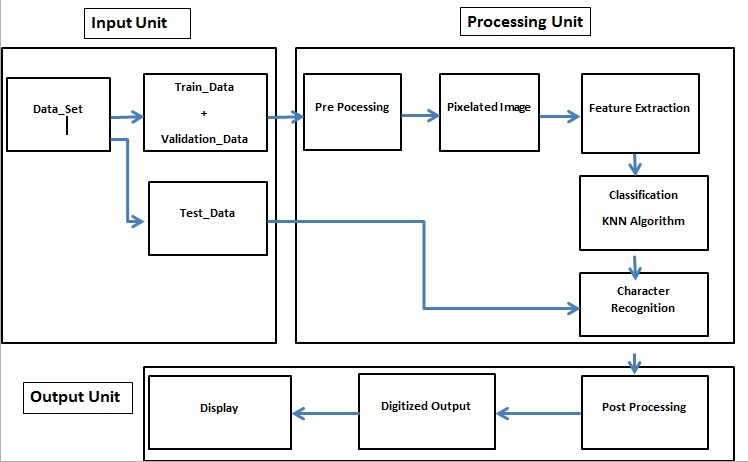 Input Unit
Processing Unit
Data_Set
Train_Data
+
Validation_Data
Test_Data
Pre Pocessing
Pixelated Image
Feature Extraction
Classification
KNN Algorithm
Character
Recognition
Output Unit
Display
Digitized Output
Post Processing